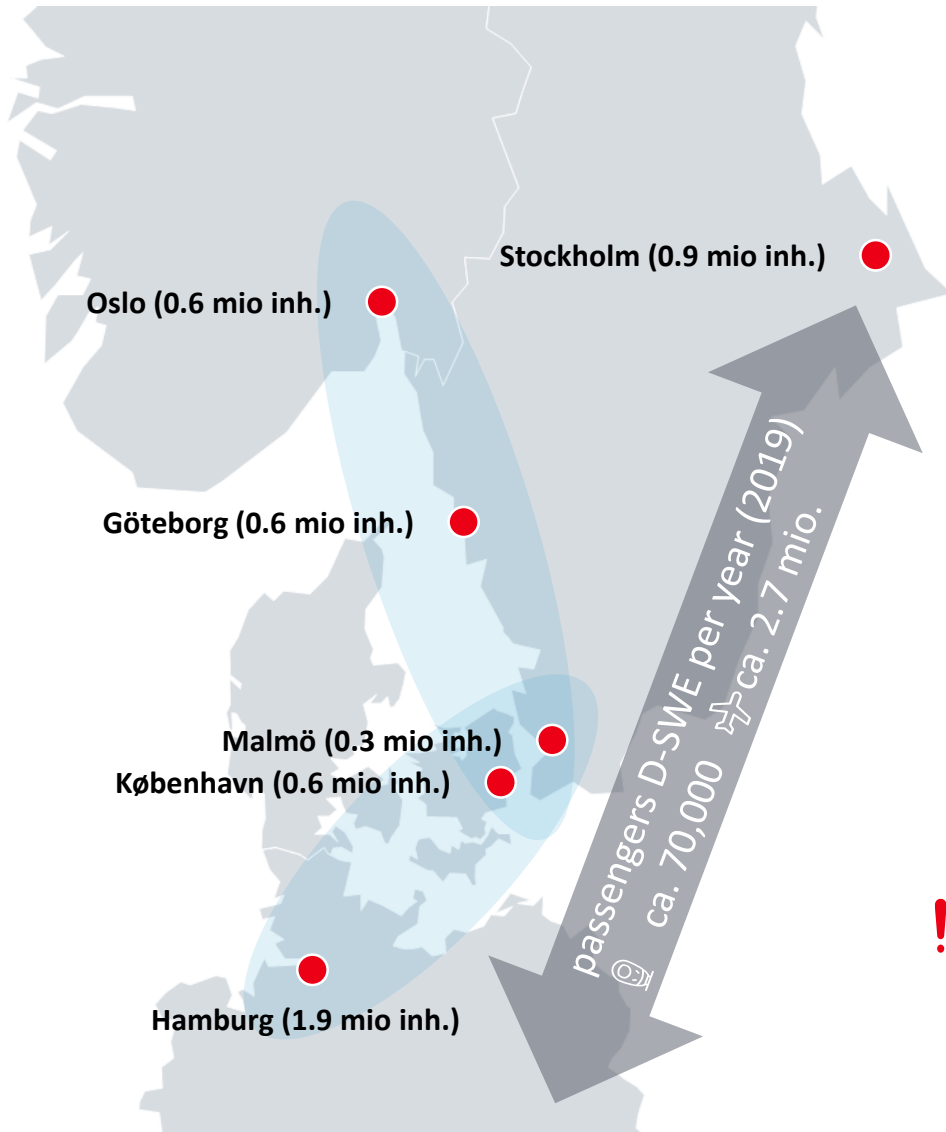 Stockholm (0.9 mio inh.)
Oslo (0.6 mio inh.)
Göteborg (0.6 mio inh.)
Malmö (0.3 mio inh.)
København (0.6 mio inh.)
Hamburg (1.9 mio inh.)
passengers D-SWE per year (2019)
ca. 70,000 ca. 2.7 mio.
!